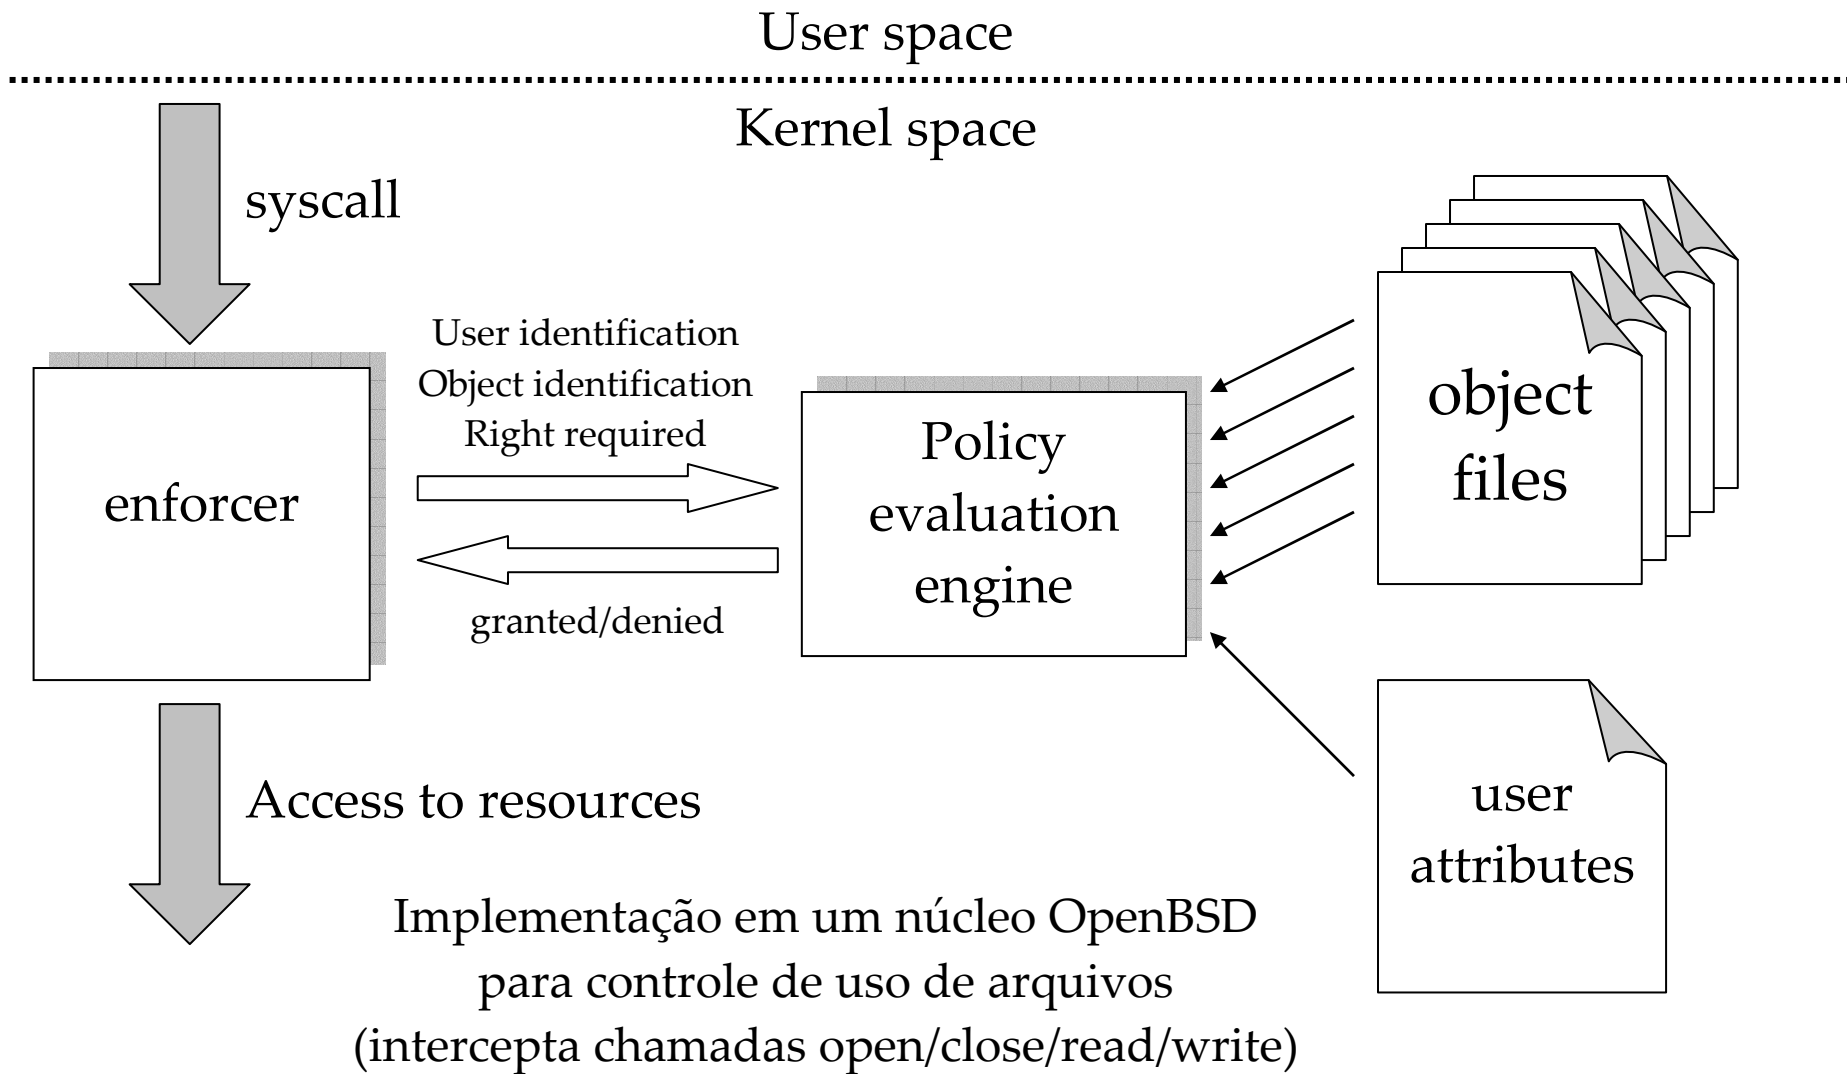 User space
Kernel space
syscall
User identification
Object identification
Right required
enforcer
Policy
evaluation
engine
granted/denied
object
files
Access to resources
user
attributes
Implementação em um núcleo OpenBSD
para controle de uso de arquivos
(intercepta chamadas open/close/read/write)